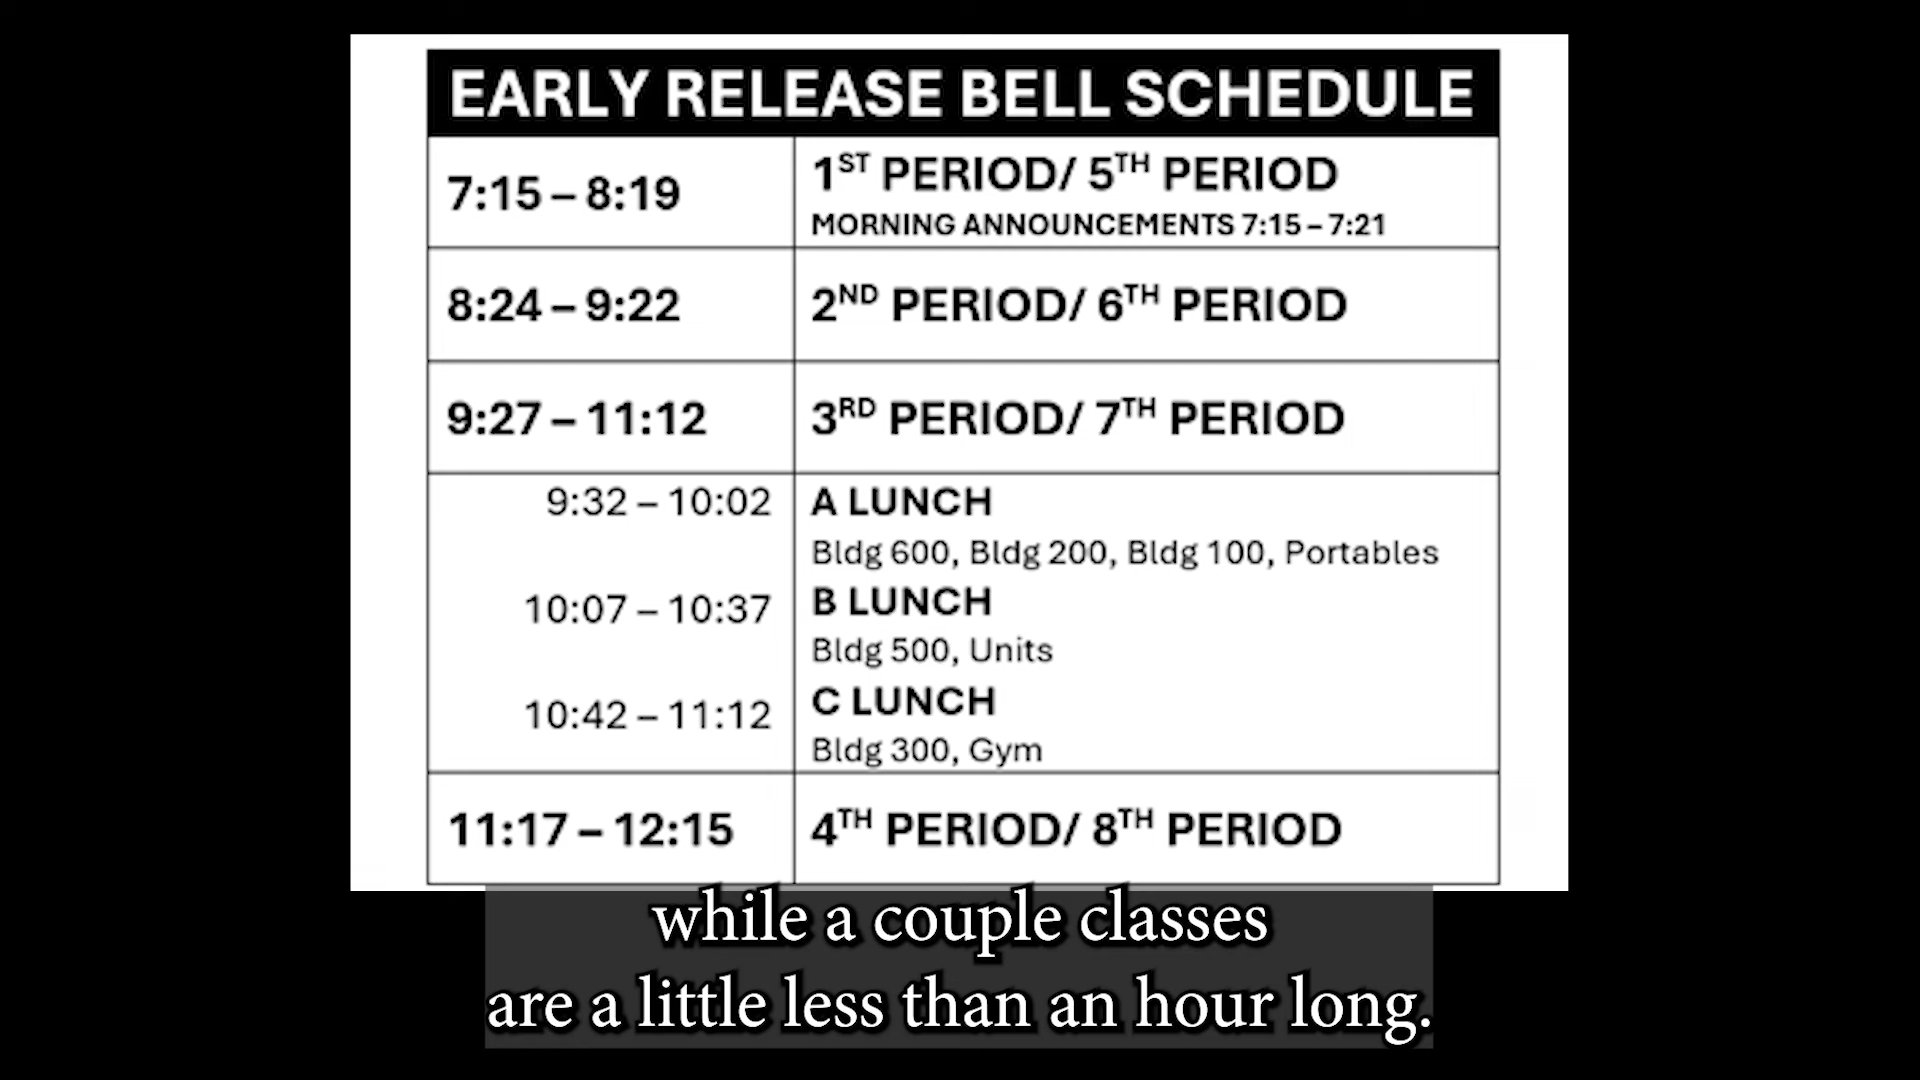 EARLY RELEASE BELL SCHEDULE
7:15 – 8:19
1ST PERIOD/ 5TH PERIOD
MORNING ANNOUNCEMENTS 7:15 – 7:21
8:24 – 9:22
2ND PERIOD/ 6TH PERIOD
9:27 – 11:12
3RD PERIOD/ 7TH PERIOD
9:32 – 10:02
A LUNCH
Bldg 600, Bldg 200, Bldg 100, Portables
10:07 – 10:37
B LUNCH
Bldg 500, Units
10:42 – 11:12
C LUNCH
Bldg 300, Gym
11:17 – 12:15
4TH PERIOD/ 8TH PERIOD
while a couple classes
are a little less than an hour long.